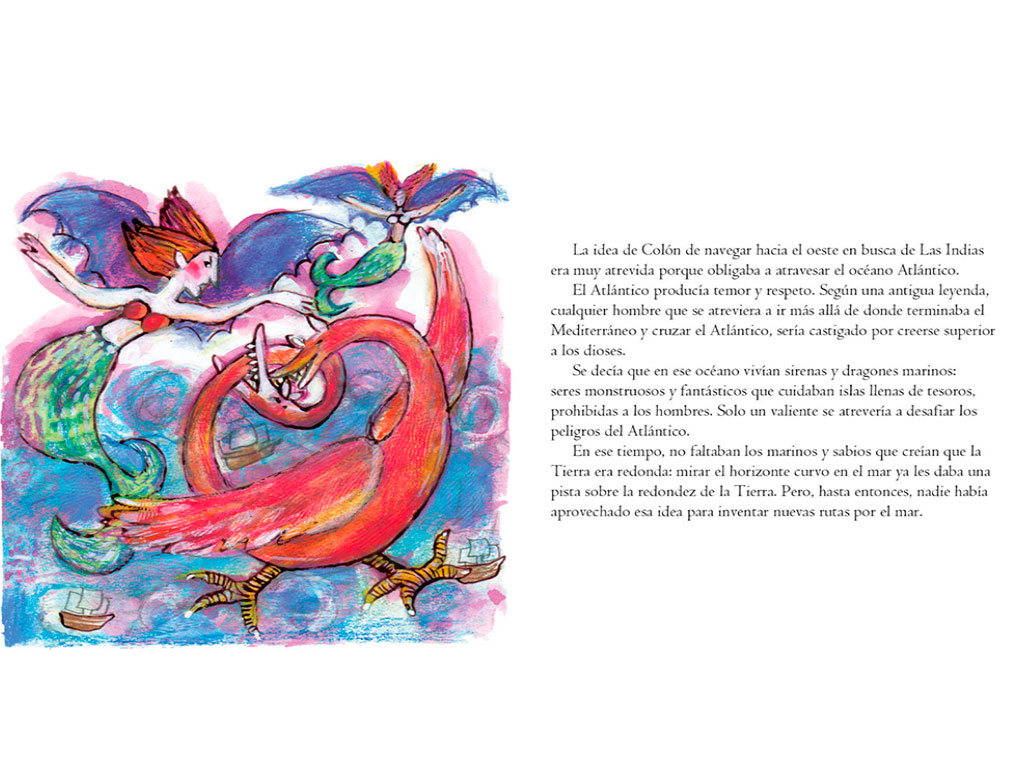 La idea de Colón de navegar hacia el oeste en busca de Las Indias
era muy atrevida porque obligaba a atravesar el océano Atlántico.
El Atlántico producía temor y respeto. Según una antigua leyenda,
cualquier hombre que se atreviera a ir más allá de donde terminaba el
Mediterráneo y cruzar el Atlántico, sería castigado por creerse superior
a los dioses.
Se decía que en ese océano vivían sirenas y dragones marinos:
seres monstruosos y fantásticos que cuidaban islas llenas de tesoros,
prohibidas a los hombres. Solo un valiente se atrevería a desafiar los
peligros del Atlántico.
En ese tiempo, no faltaban los marinos y sabios que creían que la
Tierra era redonda: mirar el horizonte curvo en el mar ya les daba una
pista sobre la redondez de la Tierra. Pero, hasta entonces, nadie había
aprovechado esa idea para inventar nuevas rutas por el mar.